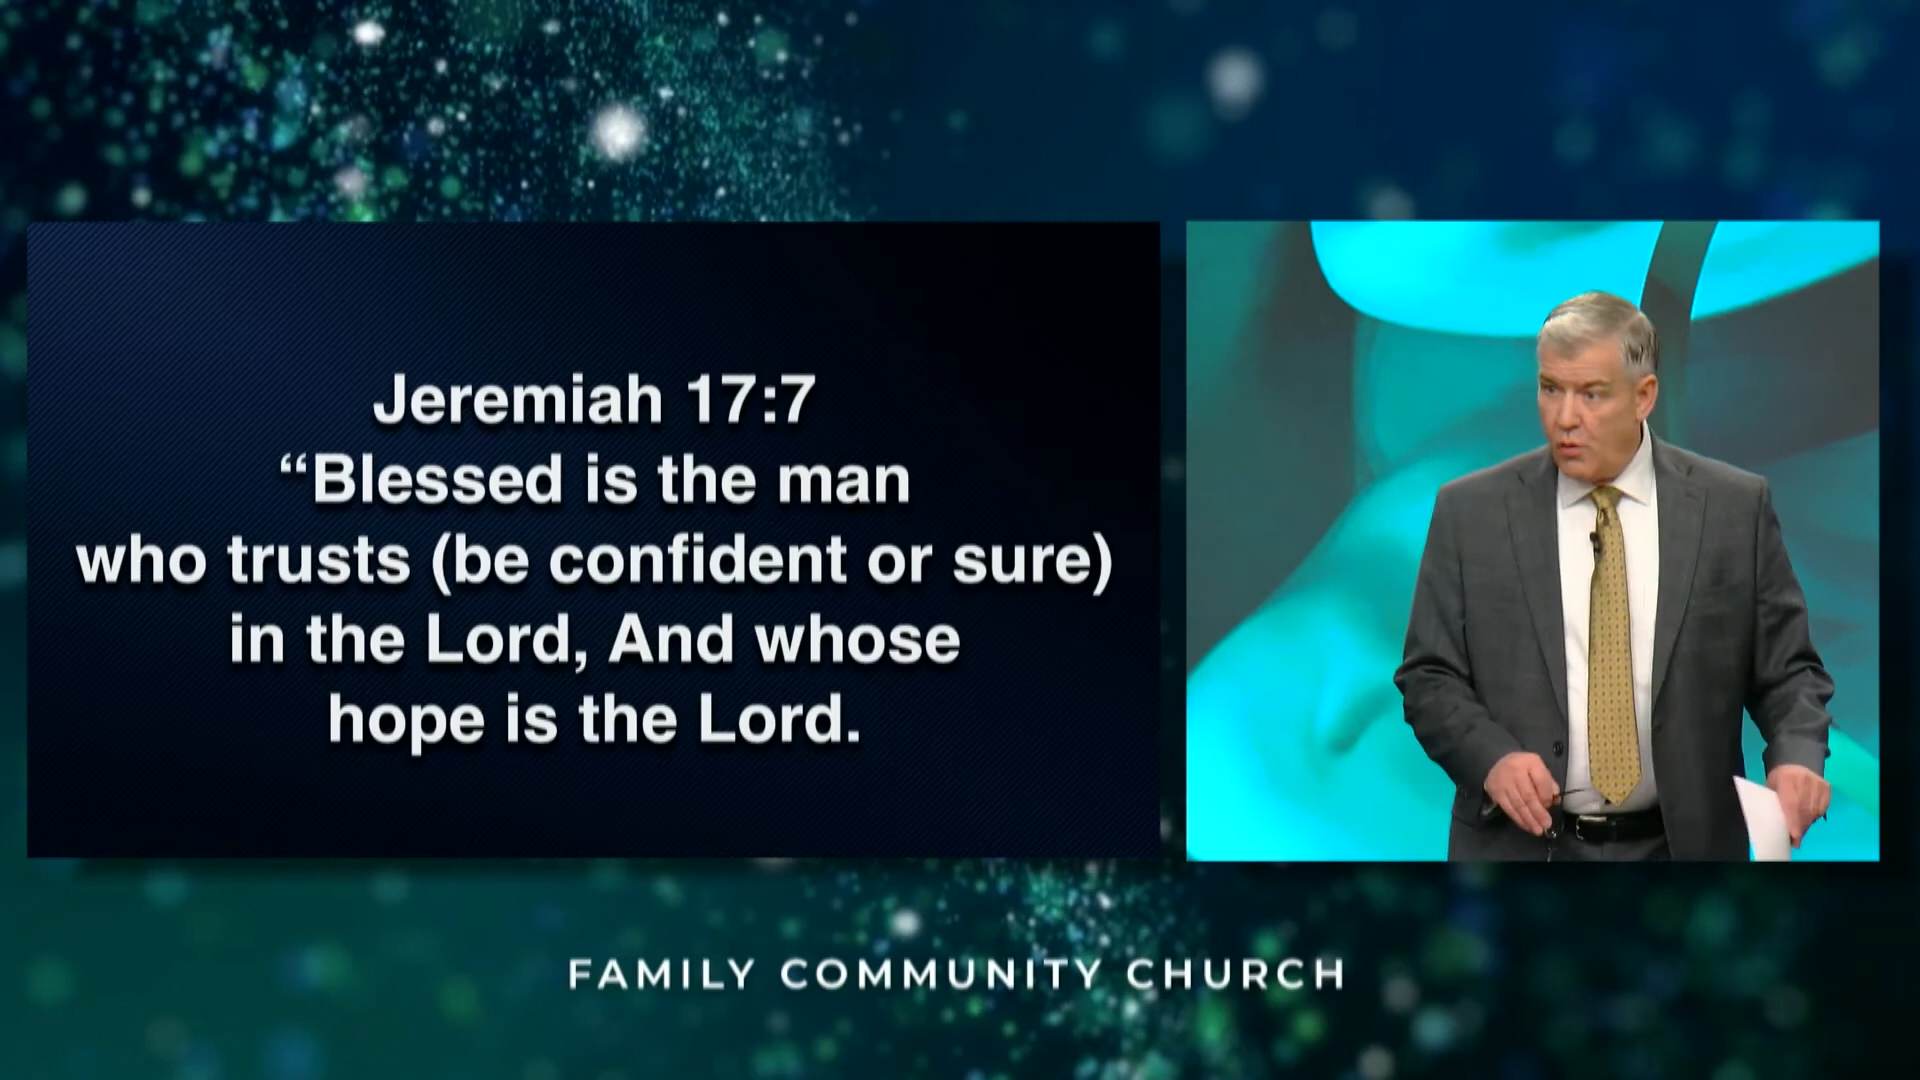 Jeremiah 17:7
“Blessed is the man
who trusts (be confident or sure)
in the Lord, And whose
hope is the Lord.
FAMILY COMMUNITY CHURCH